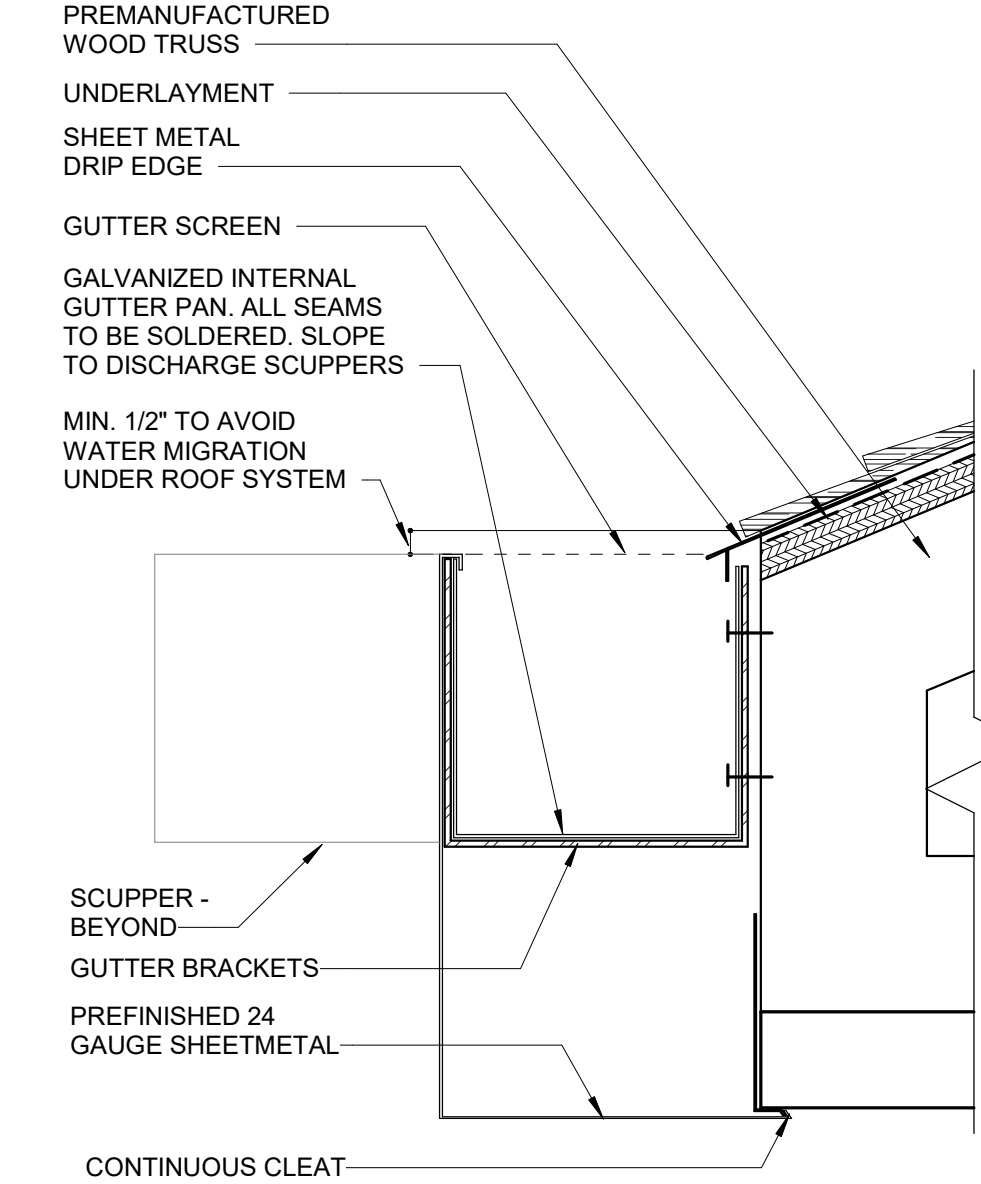 PREMANUFACTURED
WOOD TRUSS
UNDERLAYMENT
SHEET METAL
DRIP EDGE
GUTTER SCREEN
GALVANIZED INTERNAL
GUTTER PAN. ALL SEAMS
TO BE SOLDERED. SLOPE
TO DISCHARGE SCUPPERS
MIN. 1/2" TO AVOID
WATER MIGRATION
UNDER ROOF SYSTEM
SCUPPER -
BEYOND
GUTTER BRACKETS
PREFINISHED 24
GAUGE SHEETMETAL
CONTINUOUS CLEAT